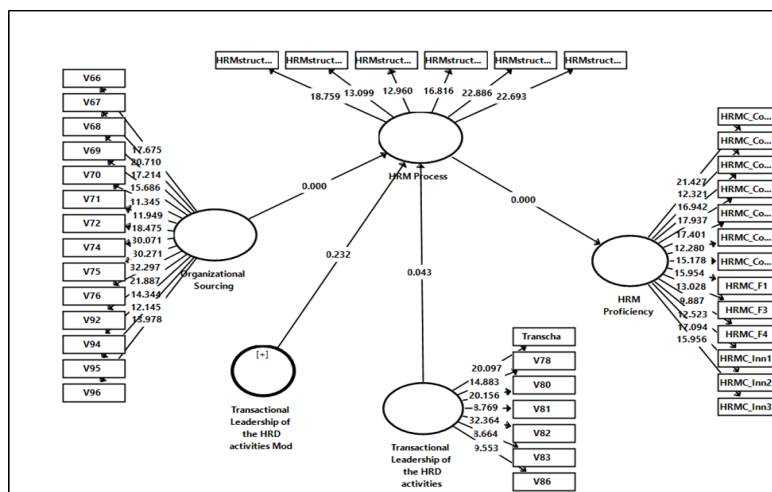 HRMstruct... HRMstruct... HRMstruct... HRMstruct... HRMstruct... HRMstruct...
18.759 13.099 12.960 16.816 22.886 22.693
HRM Process
V66
V67
V68
V69
V70
V71
V72
V74
V75
V76
V92
V94
V95
V96
17.675
20.710
17.214
15.686
11.345
11.949
18.475
30.071
30.271
32.297
21.887
14.344
12.145
13.978
Organizational
Sourcing
0.000
0.232
0.043
0.000
[+]
Transactional
Leadership of
the HRD
activities Mod
Transactional
Leadership of
the HRD
activities
20.097
14.883
20.156
8.769
32.364
8.664
9.553
Transcha
V78
V80
V81
V82
V83
V86
HRM
Proficiency
21.427
12.321
16.942
17.937
17.401
12.280
15.178
15.954
13.028
9.887
12.523
17.094
15.956
HRMC_Co...
HRMC_Co...
HRMC_Co...
HRMC_Co...
HRMC_Co...
HRMC_Co...
HRMC_Co...
HRMC_F1
HRMC_F3
HRMC_F4
HRMC_Inn1
HRMC_Inn2
HRMC_Inn3